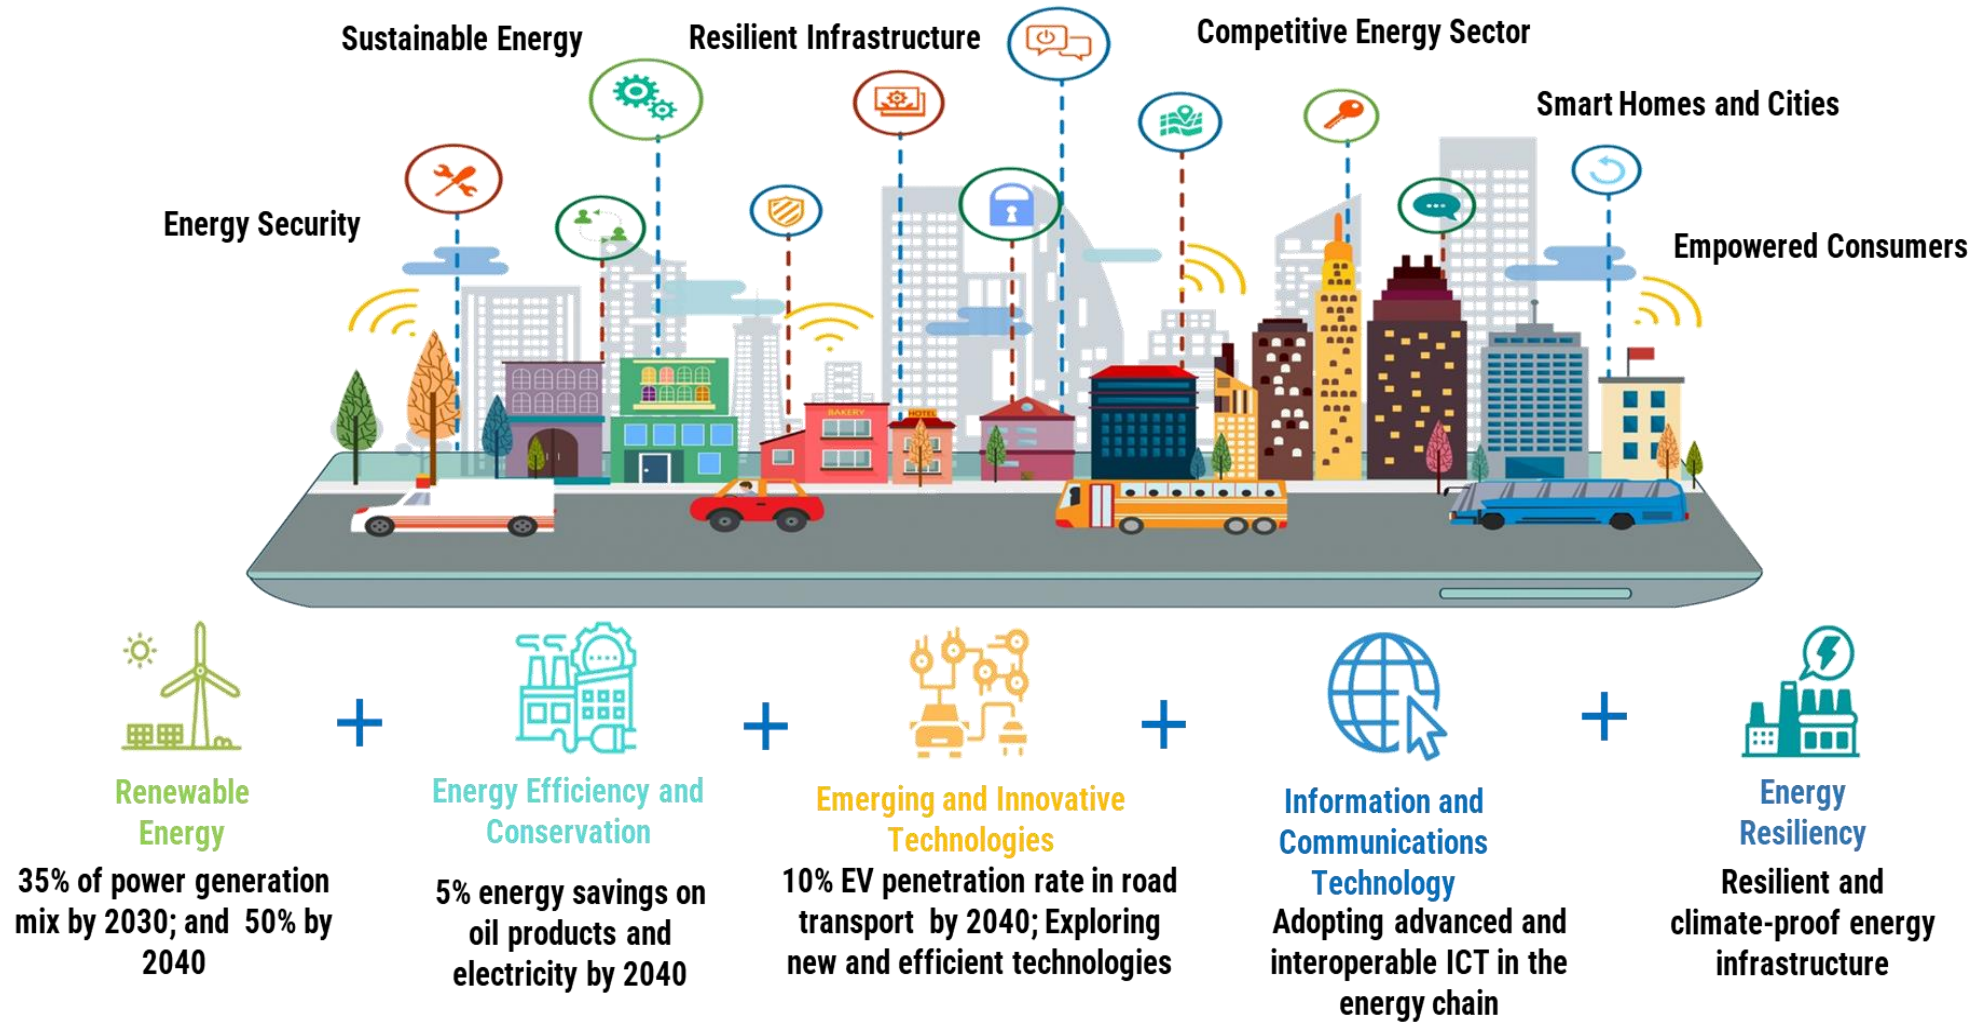 Sustainable Energy
Resilient Infrastructure
Competitive Energy Sector
Smart Homes and Cities
Energy Security
Empowered Consumers
BAKERY
HOTEL
Renewable
Energy
35% of power generation
mix by 2030; and 50% by
2040
Energy Efficiency and
Conservation
5% energy savings on
oil products and
electricity by 2040
Emerging and Innovative
Technologies
10% EV penetration rate in road
transport by 2040; Exploring
new and efficient technologies
Information and
Communications
Technology
Adopting advanced and
interoperable ICT in the
energy chain
Energy
Resiliency
Resilient and
climate-proof energy
infrastructure